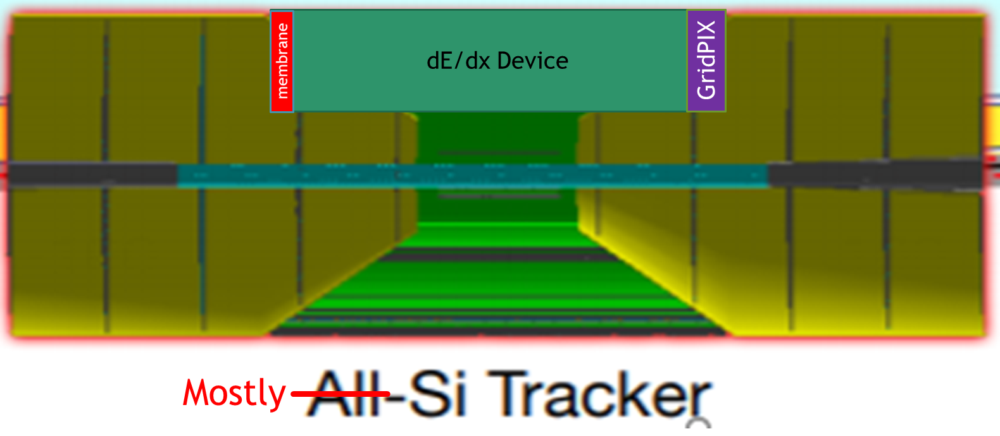 membrane
dE/dx Device
GridPIX
Mostly All-Si Tracker